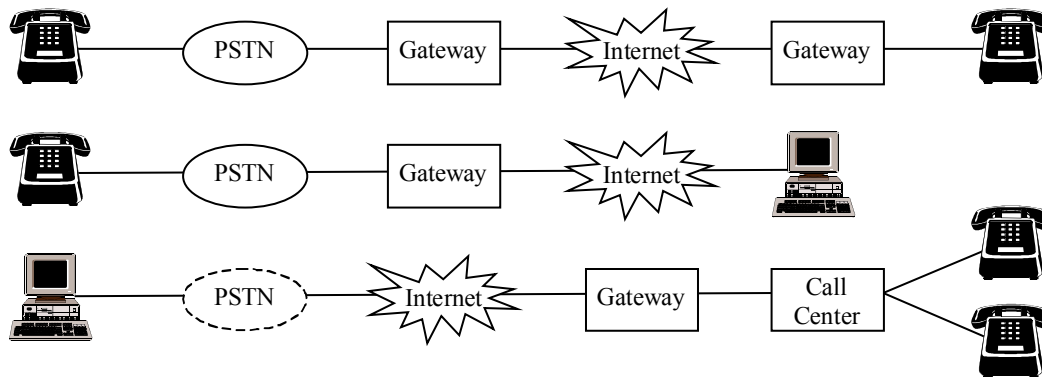 PSTN
Gateway
Internet
Gateway
PSTN
Gateway
Internet
PSTN
Internet
Gateway
Call
Center